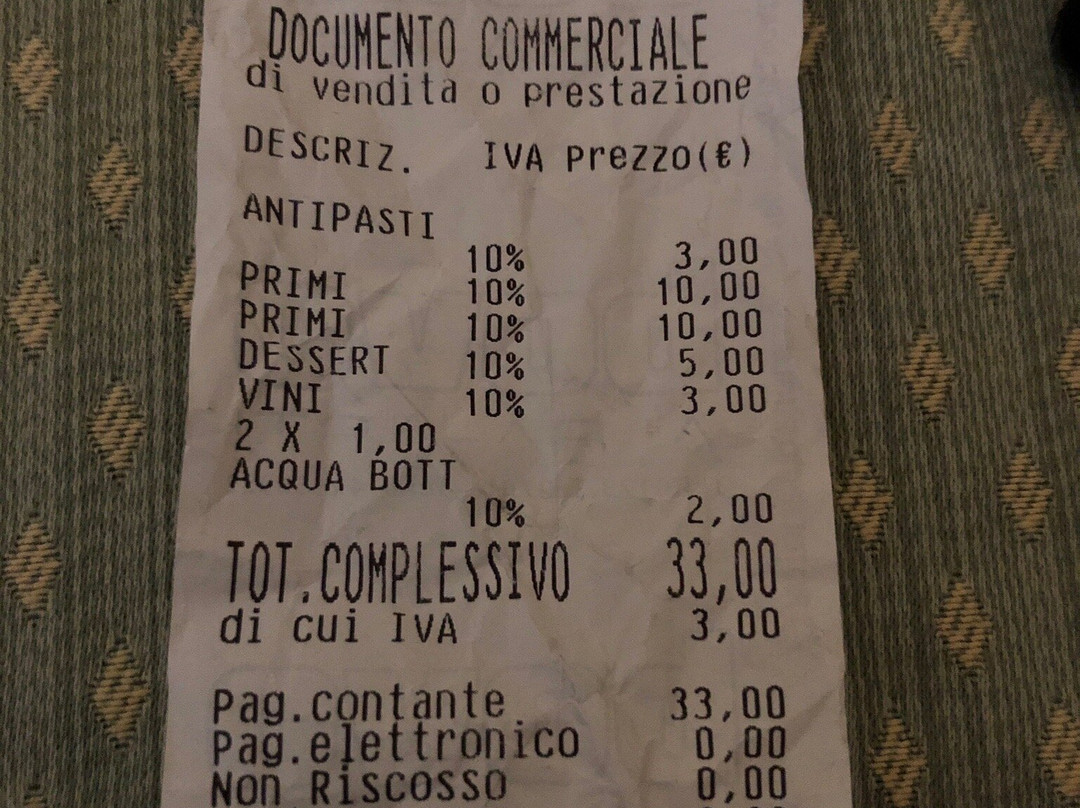 DOCUMENTO COMMERCIALE
di vendita o prestazione
DESCRIZ. IVA Prezzo(€)
ANTIPASTI
10% 3,00
PRIMI 10% 10,00
PRIMI 10% 10,00
DESSERT 10% 5,00
VINI 10% 3,00
2 X 1,00
ACQUA BOTT
10% 2,00
TOT.COMPLESSIVO 33,00
di cui IVA 3,00
Pag.contante 33,00
Pag.elettronico 0,00
Non Riscosso 0,00